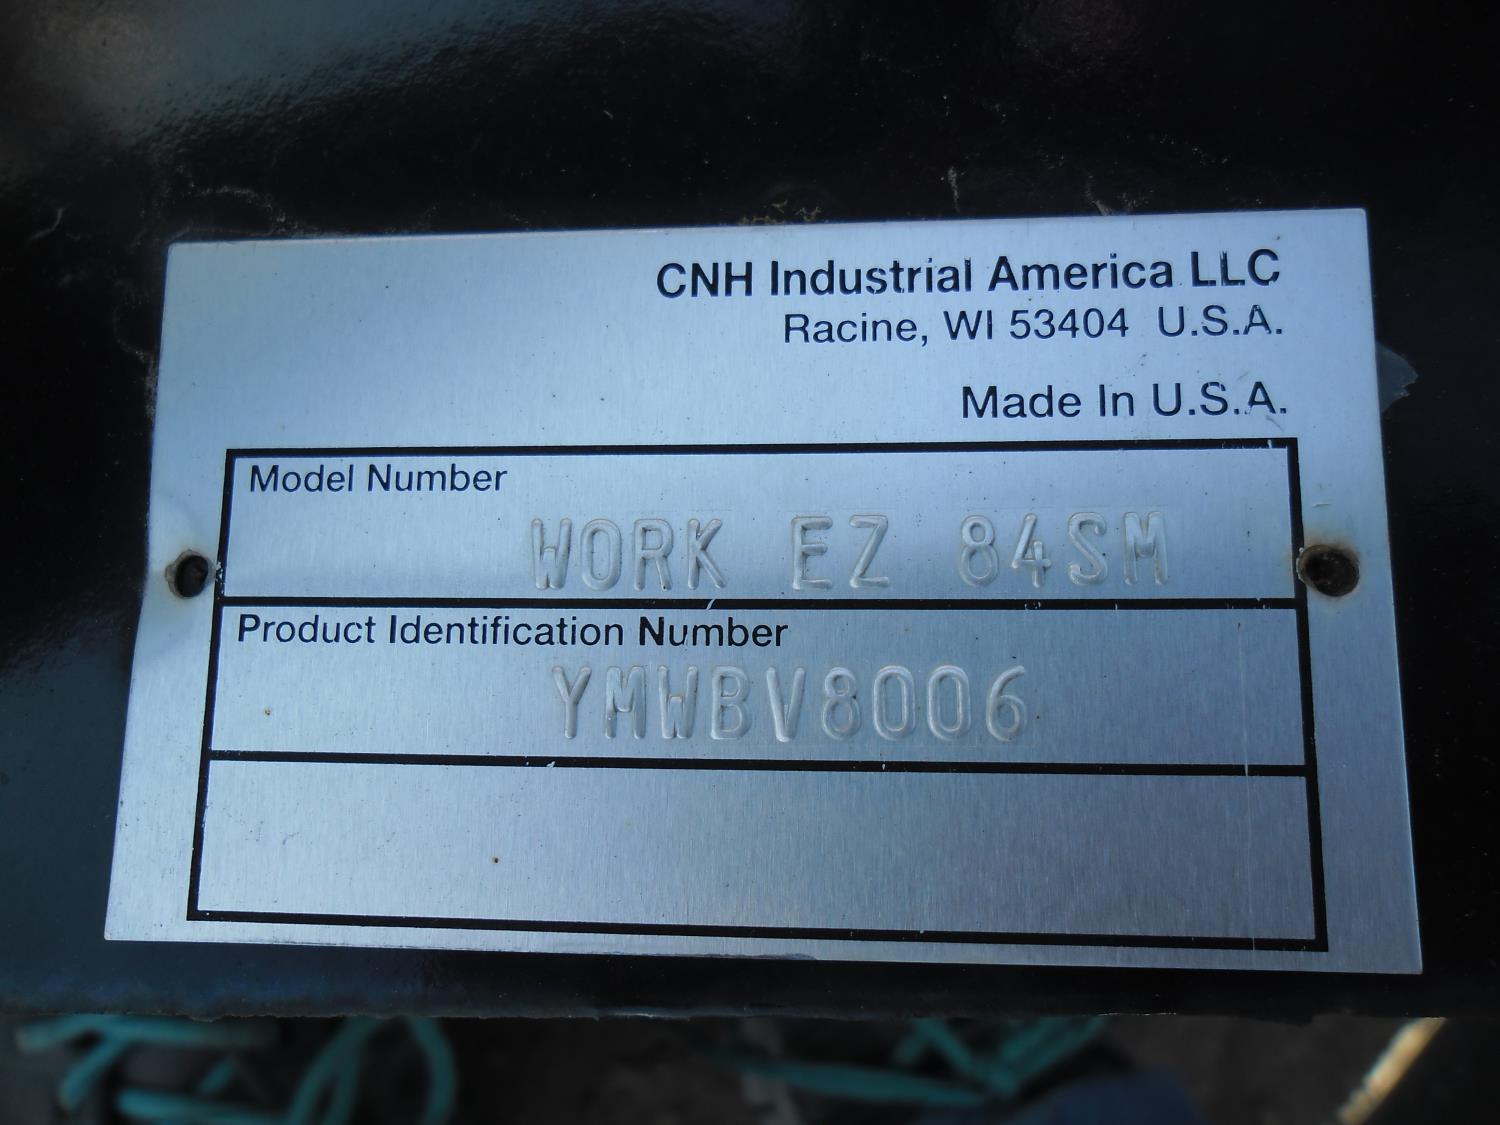 CNH Industrial America LLC
Racine, WI 53404 U.S.A.
Made In U.S.A.
Model Number
WORK EZ 84SM
Product Identification Number
YMWBV8006